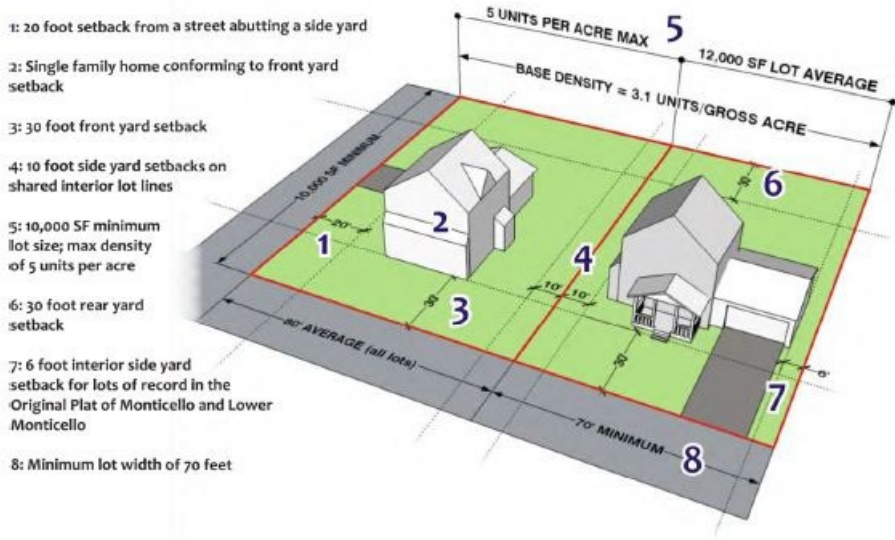 1: 20 foot setback from a street abutting a side yard
2: Single family home conforming to front yard
setback
3: 30 foot front yard setback
4: 10 foot side yard setbacks on
shared interior lot lines
5: 10,000 SF minimum
lot size; max density
of 5 units per acre
6: 30 foot rear yard
setback
7: 6 foot interior side yard
setback for lots of record in the
Original Plat of Monticello and Lower
Monticello
8: Minimum lot width of 70 feet
5 UNITS PER ACRE MAX
5
12,000 SF LOT AVERAGE
BASE DENSITY = 3.1 UNITS/GROSS ACRE
10,000 SF MINIMUM
30'
6
2
20'
1
4
10'
10'
30'
3
30'
6'
7
80' AVERAGE (all lots)
70' MINIMUM
8